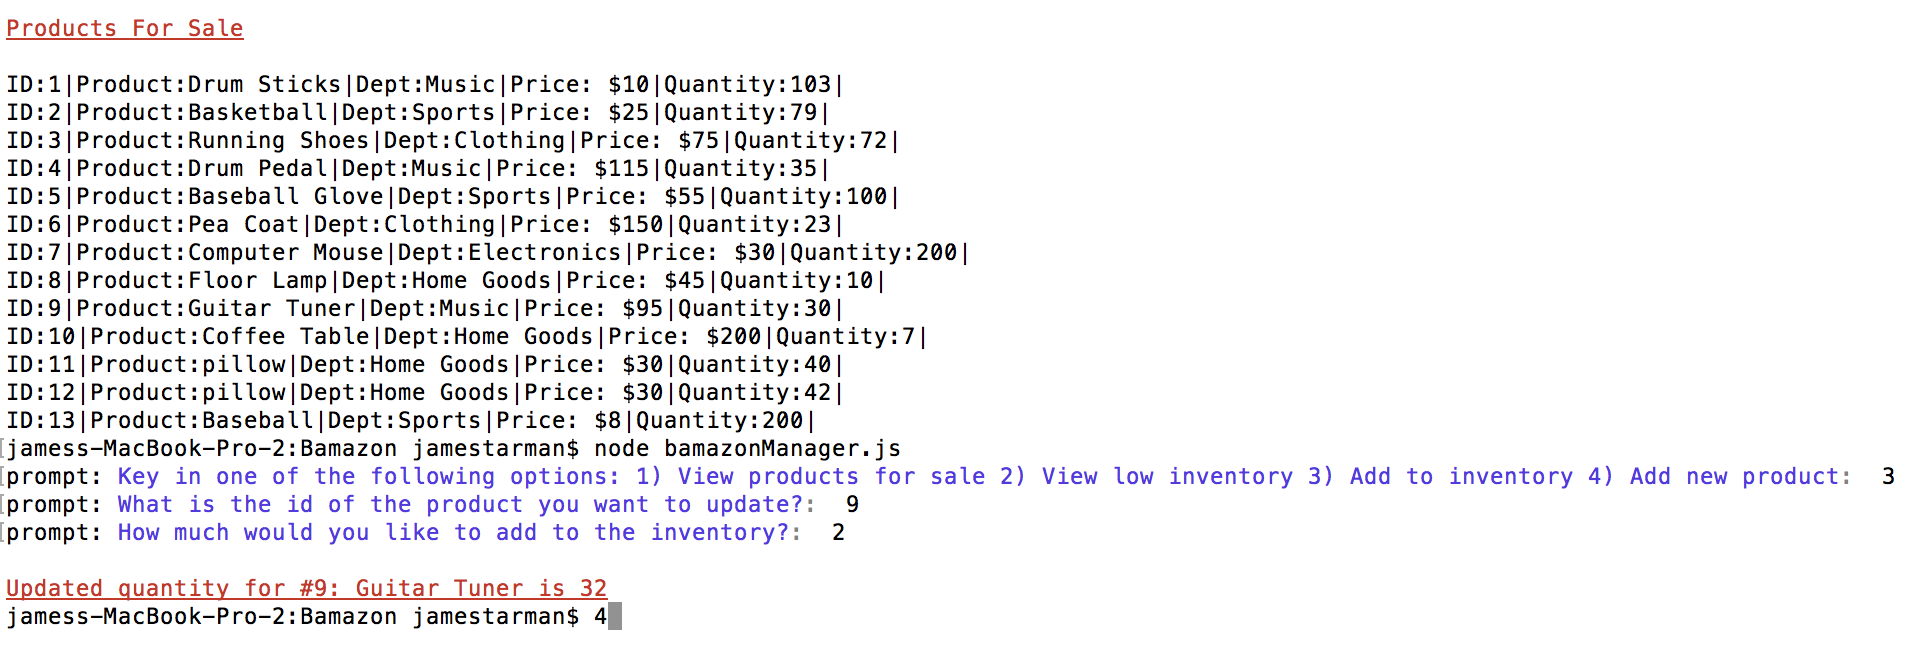 Products For Sale
ID:1|Product:Drum Sticks|Dept:Music|Price: $10|Quantity:103|
ID:2|Product:Basketball|Dept:Sports|Price: $25|Quantity:79|
ID:3|Product:Running Shoes|Dept:Clothing|Price: $75|Quantity:72|
ID:4|Product:Drum Pedal|Dept:Music|Price: $115|Quantity:35|
ID:5|Product:Baseball Glove|Dept:Sports|Price: $55|Quantity:100|
ID:6|Product:Pea Coat|Dept:Clothing|Price: $150|Quantity:23|
ID:7|Product:Computer Mouse|Dept:Electronics|Price: $30|Quantity:200|
ID:8|Product:Floor Lamp|Dept:Home Goods|Price: $45|Quantity:10|
ID:9|Product:Guitar Tuner|Dept:Music|Price: $95|Quantity:30|
ID:10|Product:Coffee Table|Dept:Home Goods|Price: $200|Quantity:7|
ID:11|Product:pillow|Dept:Home Goods|Price: $30|Quantity:40|
ID:12|Product:pillow|Dept:Home Goods|Price: $30|Quantity:42|
ID:13|Product:Baseball|Dept:Sports|Price: $8|Quantity:200|
[jamess-MacBook-Pro-2:Bamazon jamestarman$ node bamazonManager.js
[prompt: Key in one of the following options: 1) View products for sale 2) View low inventory 3) Add to inventory 4) Add new product:  3
[prompt: What is the id of the product you want to update?:  9
[prompt: How much would you like to add to the inventory?:  2
Updated quantity for #9: Guitar Tuner is 32
jamess-MacBook-Pro-2:Bamazon jamestarman$ 4